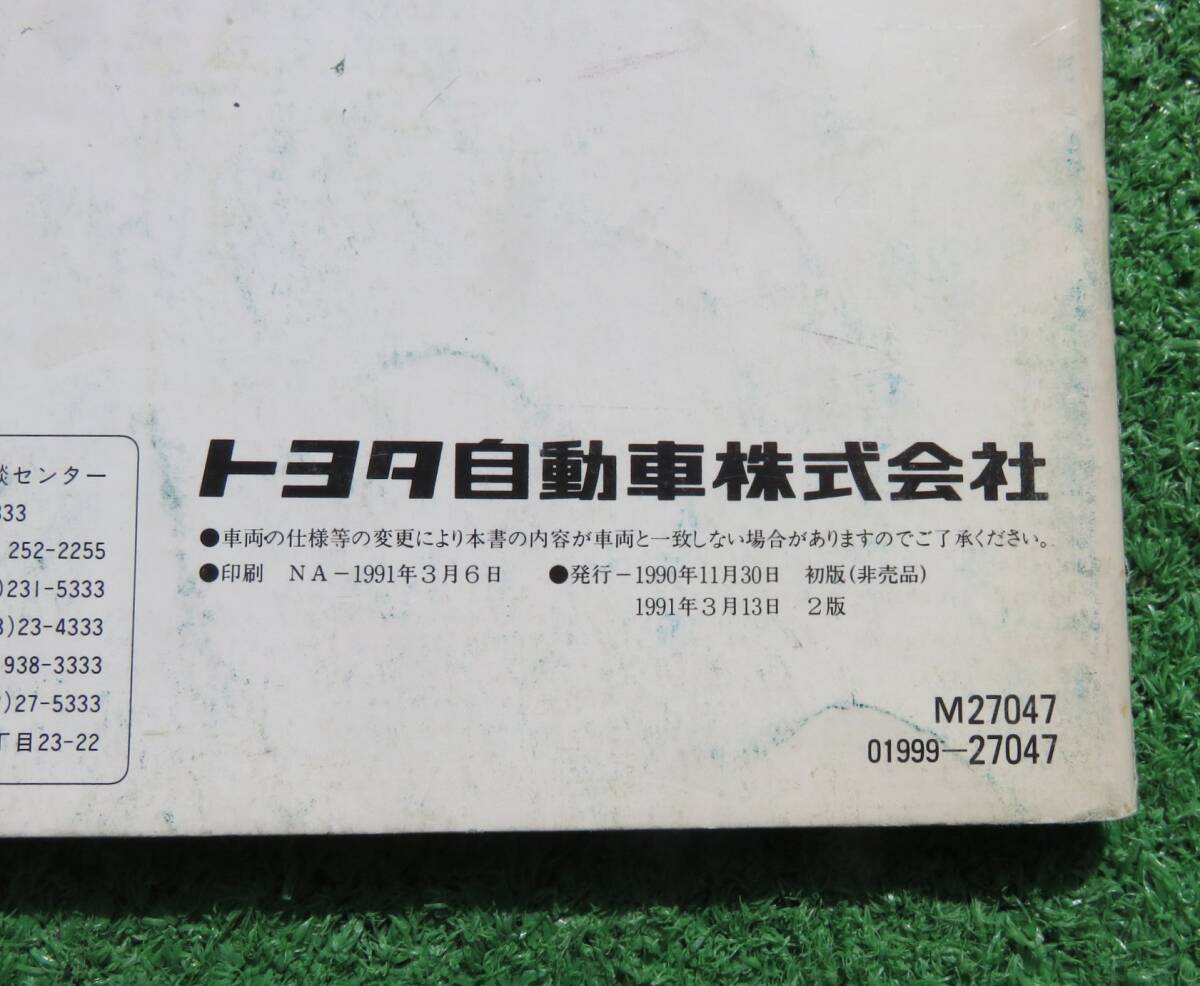 談センター
333
252-2255
)231-5333
3)23-4333
938-3333
)27-5333
丁目23-22
トヨタ自動車株式会社
●車両の仕様等の変更により本書の内容が車両と一致しない場合がありますのでご了承ください。
●印刷 NA-1991年3月6日 ●発行-1990年11月30日 初版(非売品)
1991年3月13日 2版
M27047
01999-27047